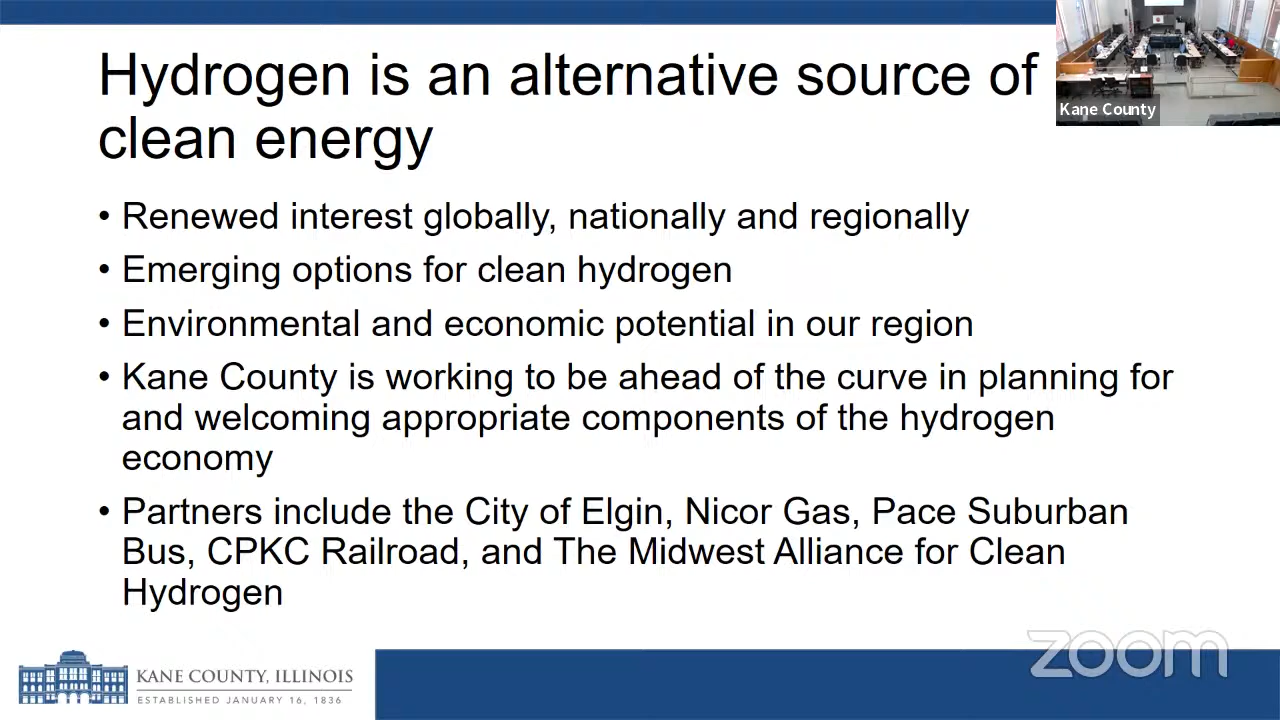 Hydrogen is an alternative source of
clean energy
Kane County
• Renewed interest globally, nationally and regionally
• Emerging options for clean hydrogen
• Environmental and economic potential in our region
• Kane County is working to be ahead of the curve in planning for
and welcoming appropriate components of the hydrogen
economy
• Partners include the City of Elgin, Nicor Gas, Pace Suburban
Bus, CPKC Railroad, and The Midwest Alliance for Clean
Hydrogen
zoom
KANE COUNTY, ILLINOIS
ESTABLISHED JANUARY 16, 1836